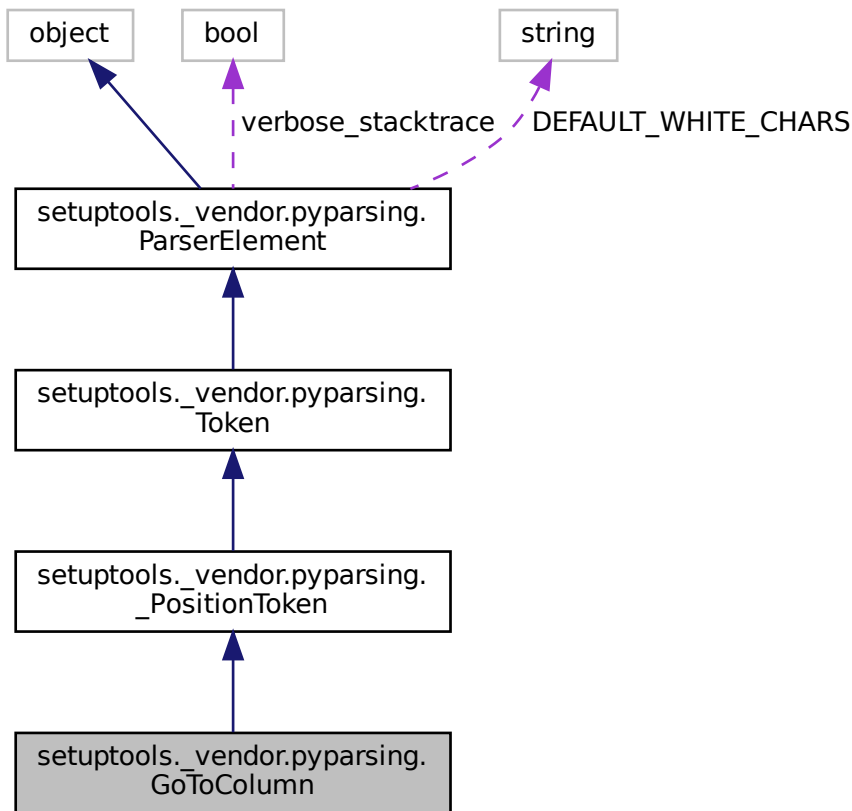 object
bool
string
verbose_stacktrace
DEFAULT_WHITE_CHARS
setuptools._vendor.pyparsing.
ParserElement
setuptools._vendor.pyparsing.
Token
setuptools._vendor.pyparsing.
_PositionToken
setuptools._vendor.pyparsing.
GoToColumn